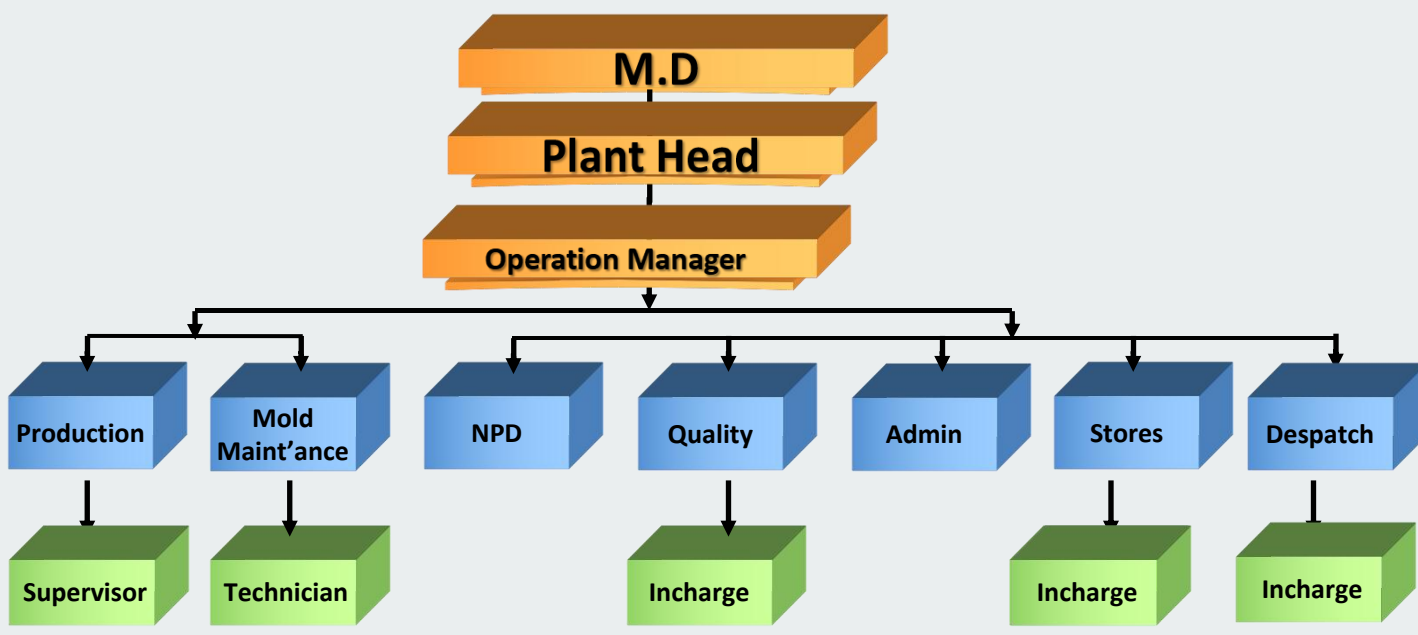 M.D
Plant Head
Operation Manager
Production
Mold
Maint’ance
NPD
Quality
Admin
Stores
Despatch
Supervisor
Technician
Incharge
Incharge
Incharge